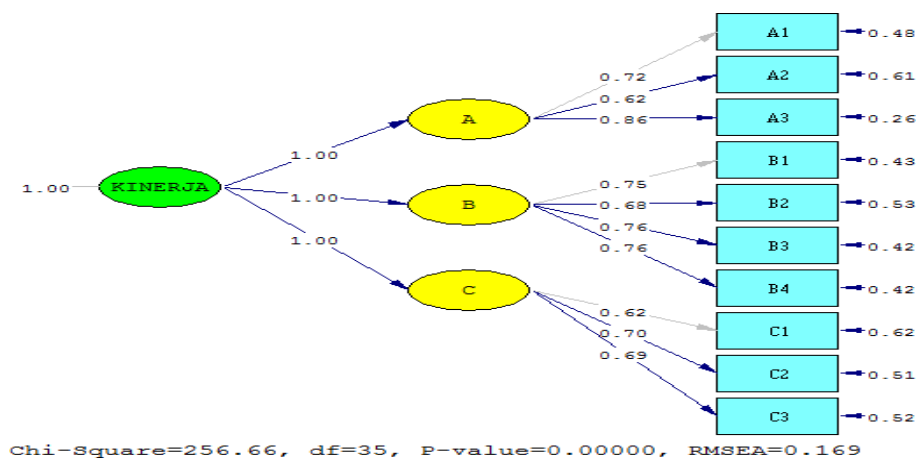 A1
0.48
0.72
A2
0.61
0.62
A
A3
0.26
0.86
1.00
B1
0.43
1.00
KINERJA
0.75
1.00
B
B2
0.53
0.68
0.76
B3
0.42
1.00
0.76
C
B4
0.42
0.62
C1
0.62
0.70
0.69
C2
0.51
C3
0.52
Chi-Square=256.66, df=35, P-value=0.00000, RMSEA=0.169